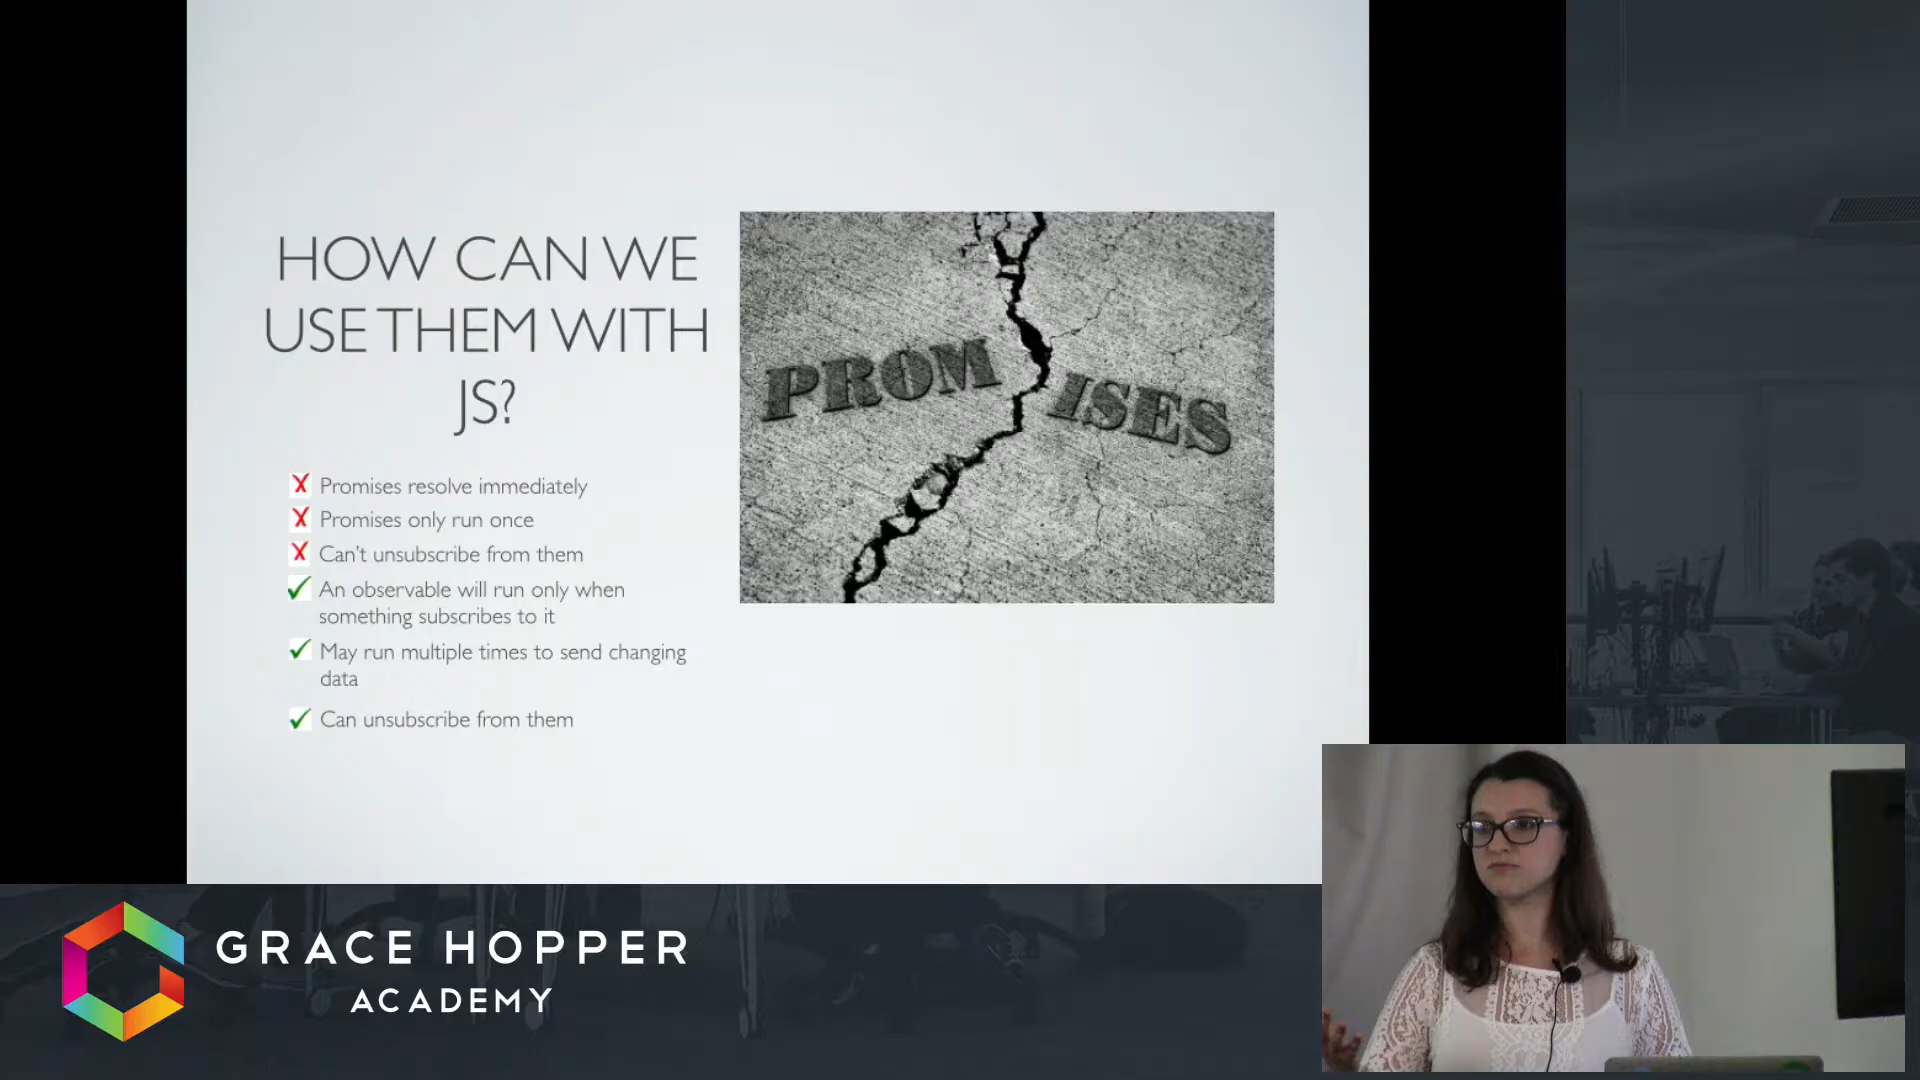 HOW CAN WE
USE THEM WITH
JS?
X Promises resolve immediately
X Promises only run once
X Can't unsubscribe from them
✓ An observable will run only when
something subscribes to it
✓ May run multiple times to send changing
data
✓ Can unsubscribe from them
PROM ISES
GRACE HOPPER
ACADEMY